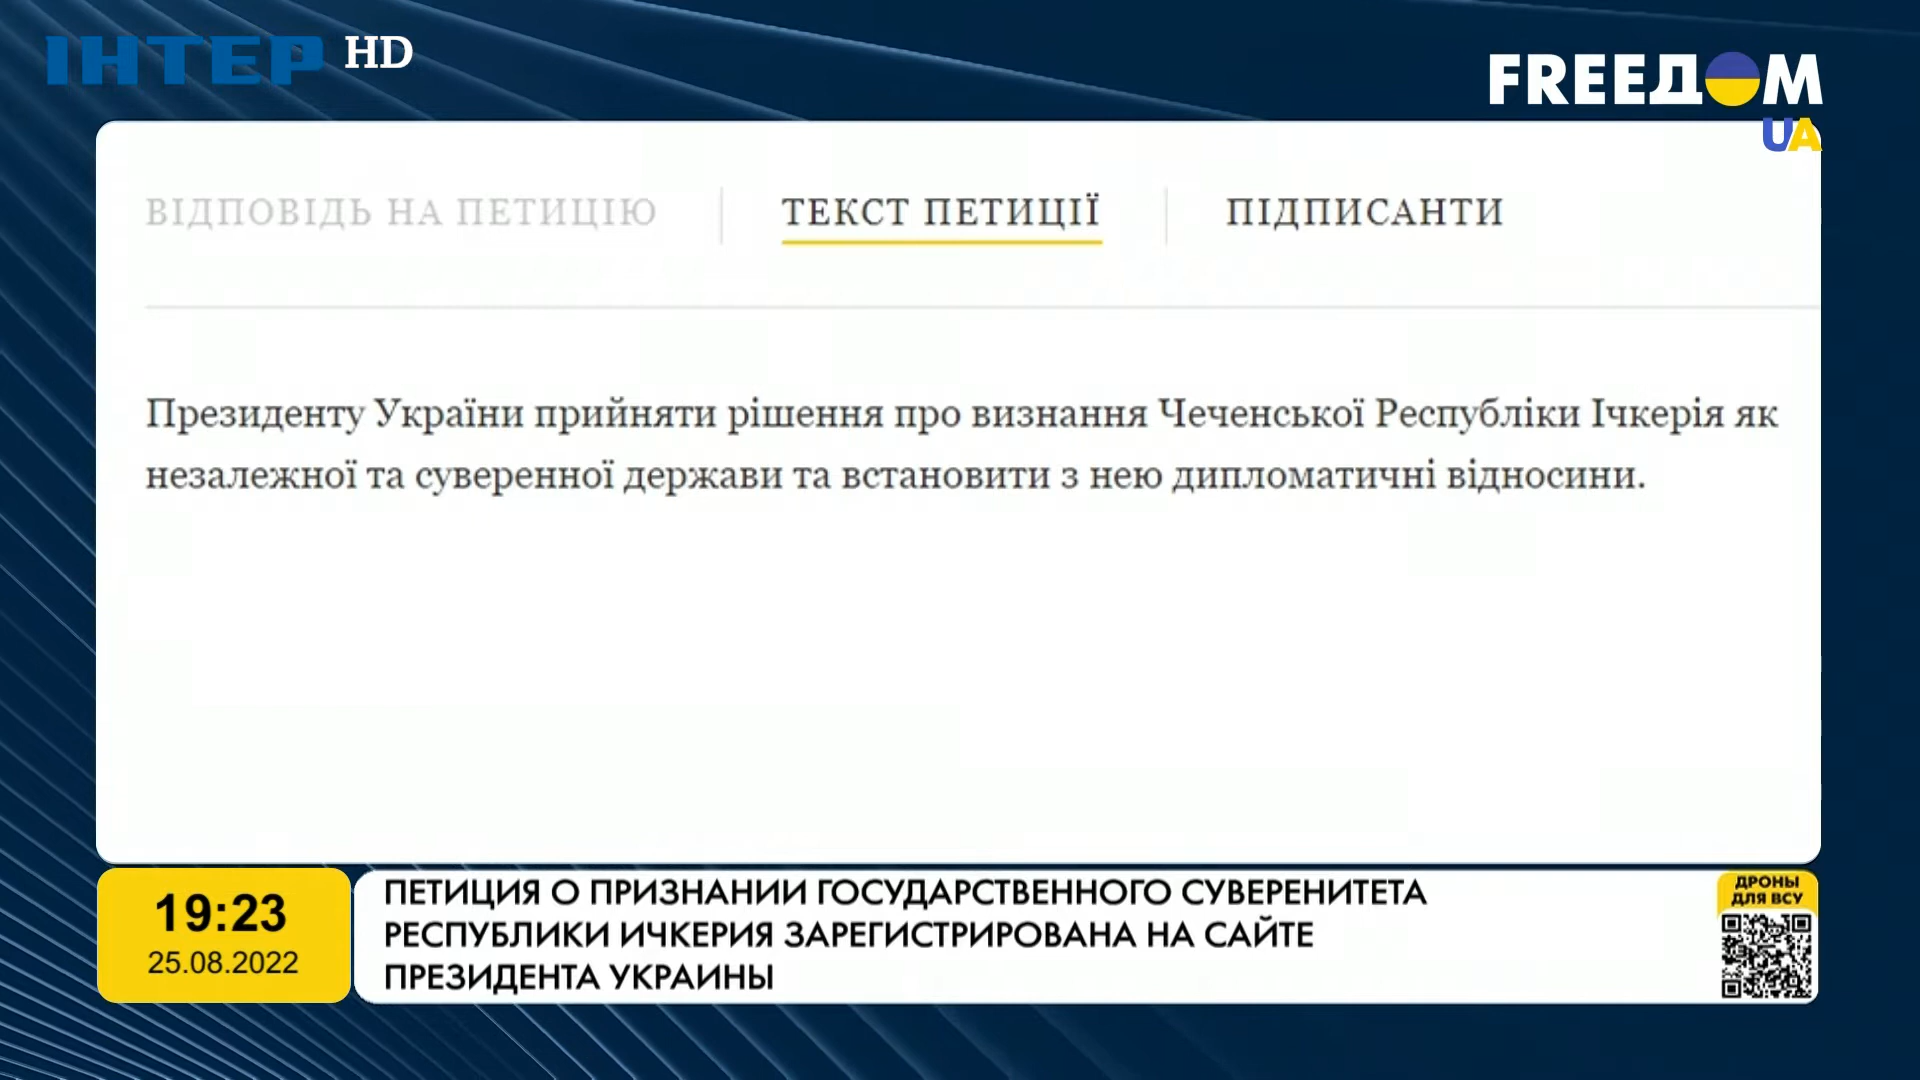 ІНТЕР HD
FREEДOM
UA
ВІДПОВІДЬ НА ПЕТИЦІЮ
ТЕКСТ ПЕТИЦІЇ
ПІДПИСАНТИ
Президенту України прийняти рішення про визнання Чеченської Республіки Ічкерія як
незалежної та суверенної держави та встановити з нею дипломатичні відносини.
19:23
25.08.2022
ПЕТИЦИЯ О ПРИЗНАНИИ ГОСУДАРСТВЕННОГО СУВЕРЕНИТЕТА
РЕСПУБЛИКИ ИЧКЕРИЯ ЗАРЕГИСТРИРОВАНА НА САЙТЕ
ПРЕЗИДЕНТА УКРАИНЫ
ДРОНЫ
ДЛЯ ВСУ